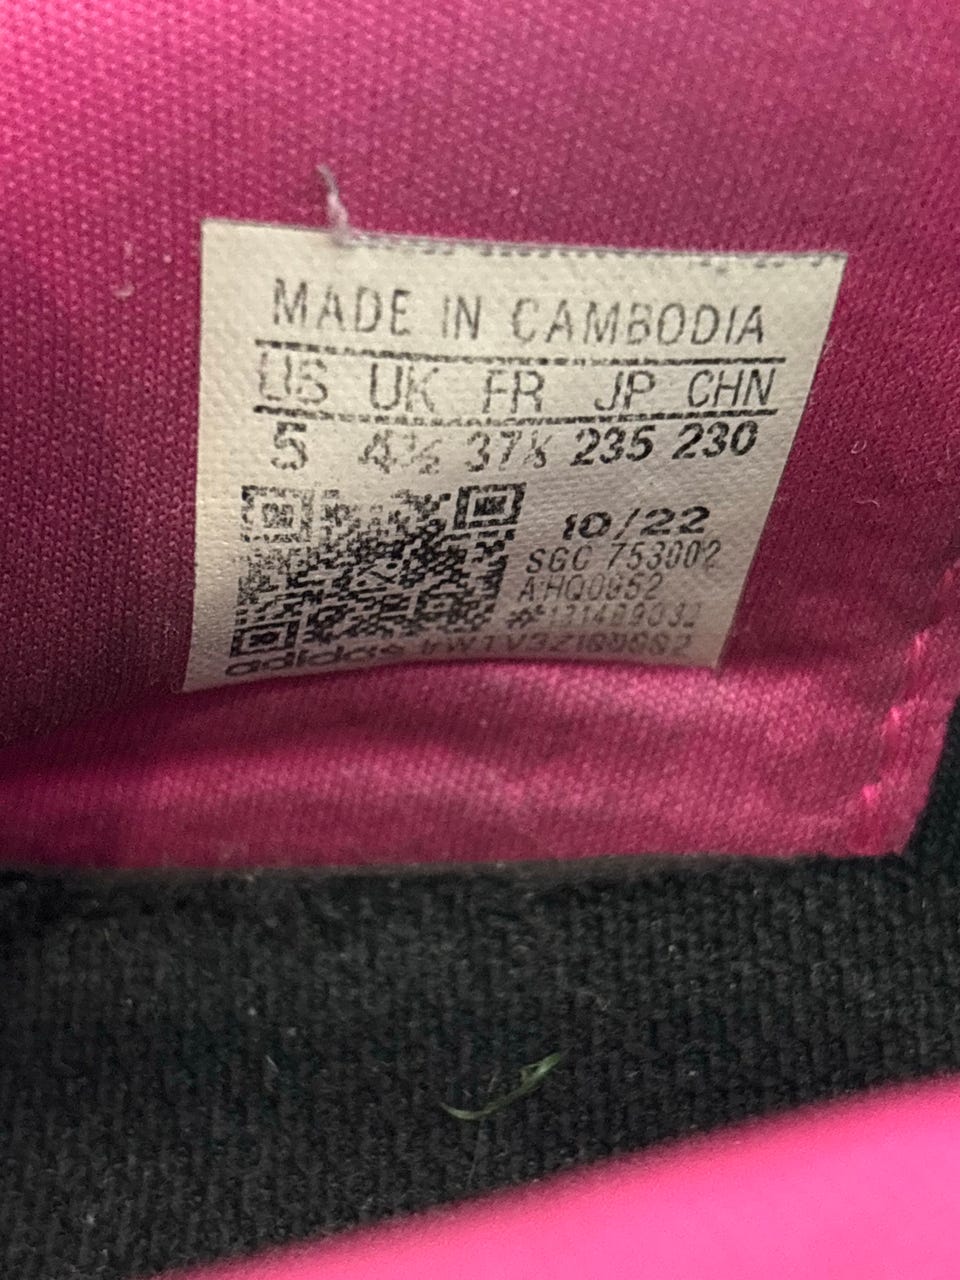 MADE IN CAMBODIA
US UK FR JP CHN
5 4½ 37⅓ 235 230
10/22
SGC 753002
A:HQ0952
adidas